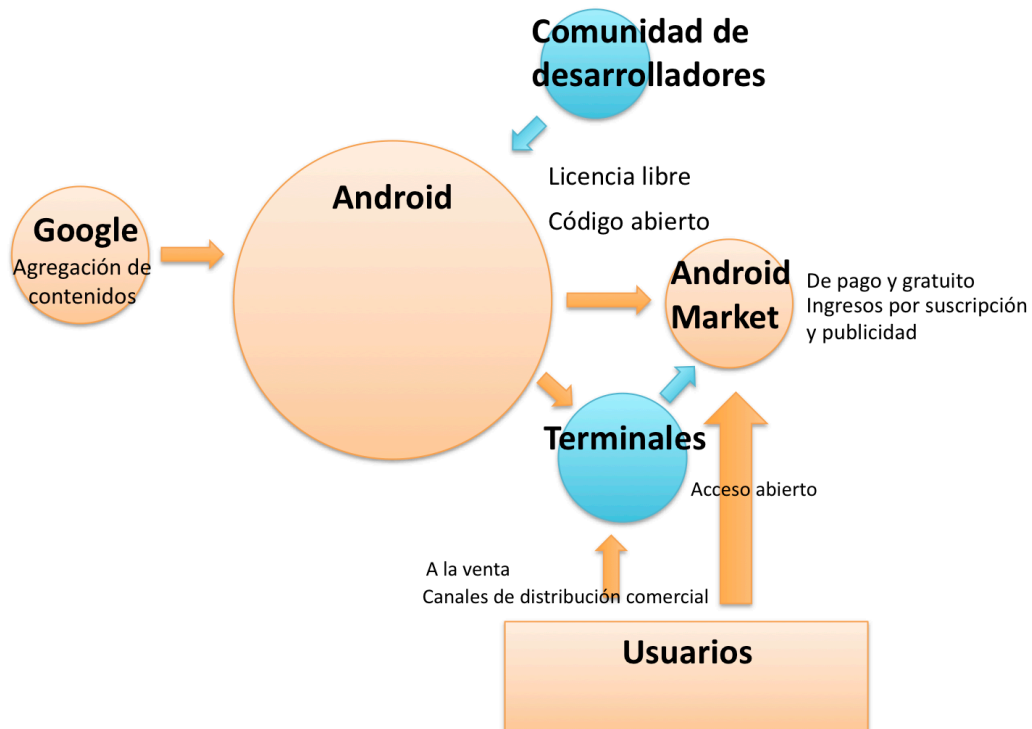 Comunidad de
desarrolladores
Licencia libre
Código abierto
Android
Google
Agregación de
contenidos
Android
Market
De pago y gratuito
Ingresos por suscripción
y publicidad
Terminales
Acceso abierto
A la venta
Canales de distribución comercial
Usuarios